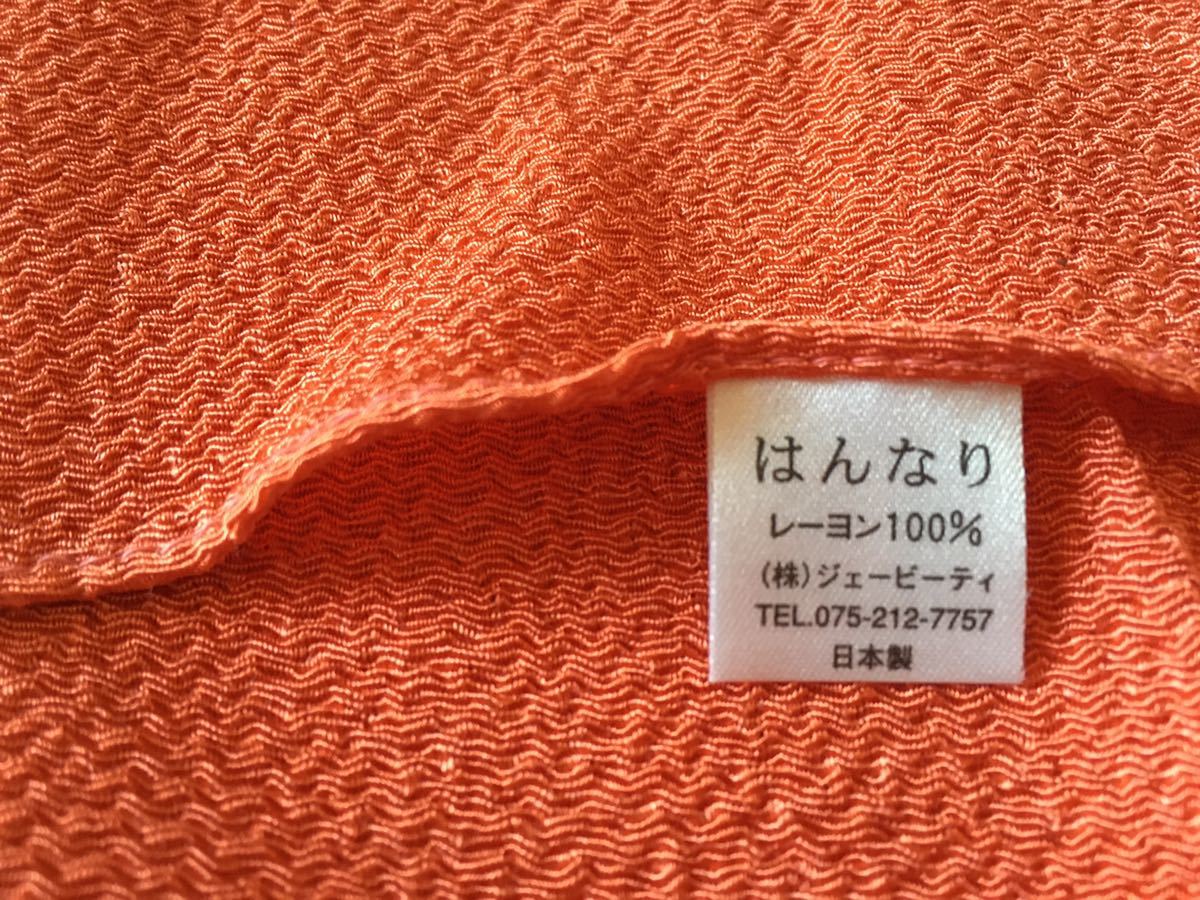 はんなり
レーヨン100%
(株)ジェービーティ
TEL.075-212-7757
日本製